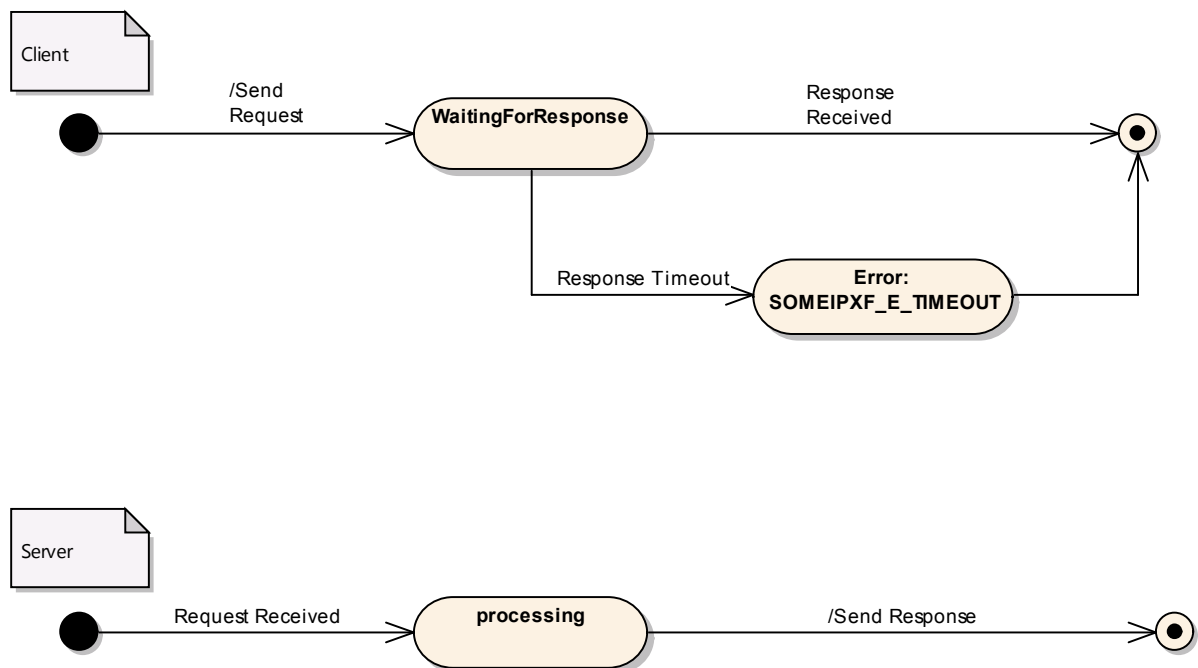 Client
/Send
Request
WaitingForResponse
Response
Received
Response Timeout
Error:
SOMEIPXF_E_TIMEOUT
Server
Request Received
processing
/Send Response